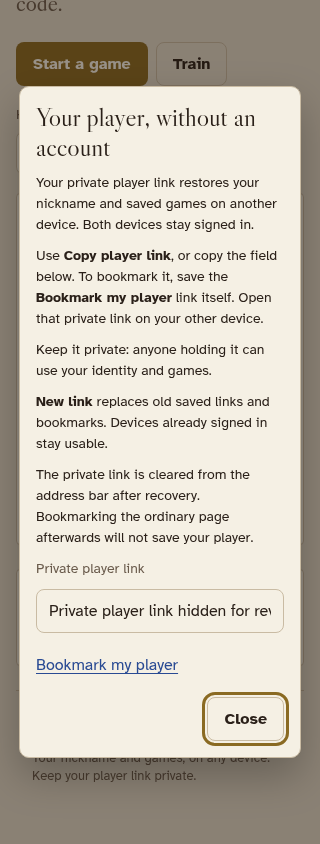 code.
Start a game
Train
Your player, without an
account
Your private player link restores your
nickname and saved games on another
device. Both devices stay signed in.
Use Copy player link, or copy the field
below. To bookmark it, save the
Bookmark my player link itself. Open
that private link on your other device.
Keep it private: anyone holding it can
use your identity and games.
New link replaces old saved links and
bookmarks. Devices already signed in
stay usable.
The private link is cleared from the
address bar after recovery.
Bookmarking the ordinary page
afterwards will not save your player.
Private player link
Private player link hidden for rev
Bookmark my player
Close
Your nickname and games, on any device.
Keep your player link private.